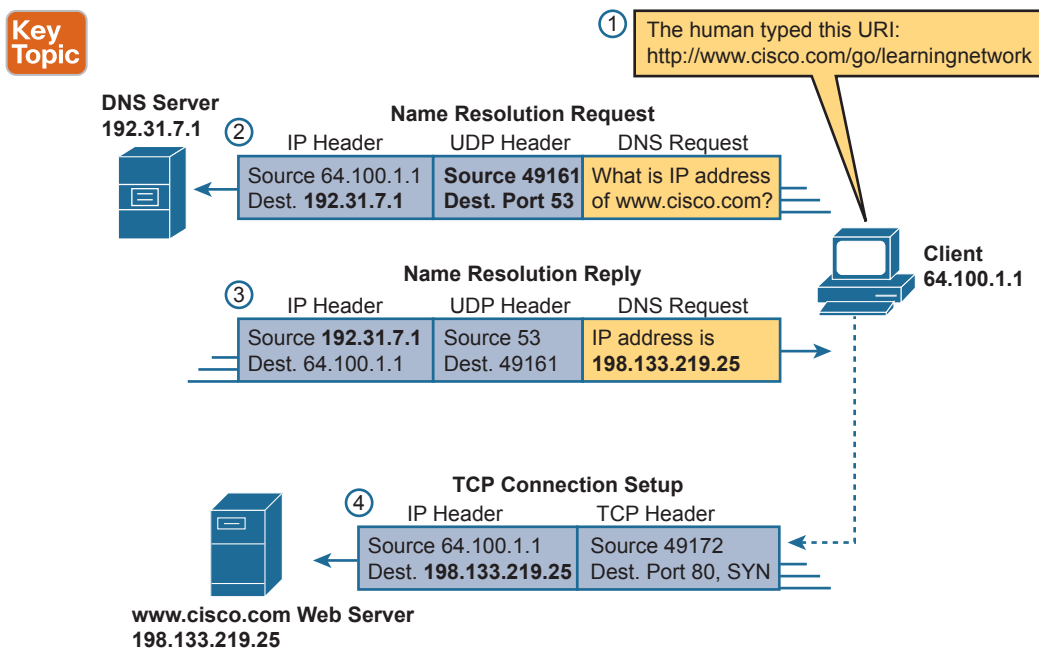 Key
Topic
1
The human typed this URI:
http://www.cisco.com/go/learningnetwork
DNS Server
192.31.7.1
2
Name Resolution Request
IP Header
UDP Header
DNS Request
Source 64.100.1.1
Dest. 192.31.7.1
Source 49161
Dest. Port 53
What is IP address
of www.cisco.com?
Client
64.100.1.1
Name Resolution Reply
3
IP Header
UDP Header
DNS Request
Source 192.31.7.1
Dest. 64.100.1.1
Source 53
Dest. 49161
IP address is
198.133.219.25
TCP Connection Setup
4
IP Header
TCP Header
Source 64.100.1.1
Dest. 198.133.219.25
Source 49172
Dest. Port 80, SYN
www.cisco.com Web Server
198.133.219.25